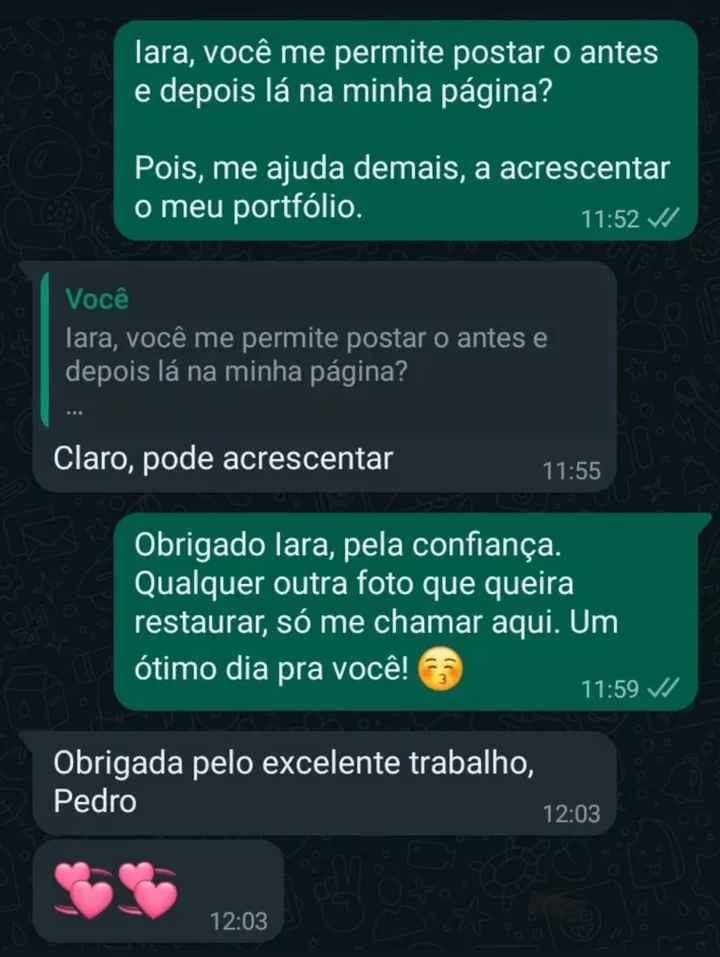 Iara, você me permite postar o antes
e depois lá na minha página?
Pois, me ajuda demais, a acrescentar
o meu portfólio.
11:52
Você
Iara, você me permite postar o antes e
depois lá na minha página?
...
Claro, pode acrescentar
11:55
Obrigado Iara, pela confiança.
Qualquer outra foto que queira
restaurar, só me chamar aqui. Um
ótimo dia pra você! 😚
11:59
Obrigada pelo excelente trabalho,
Pedro
12:03
💞💞
12:03